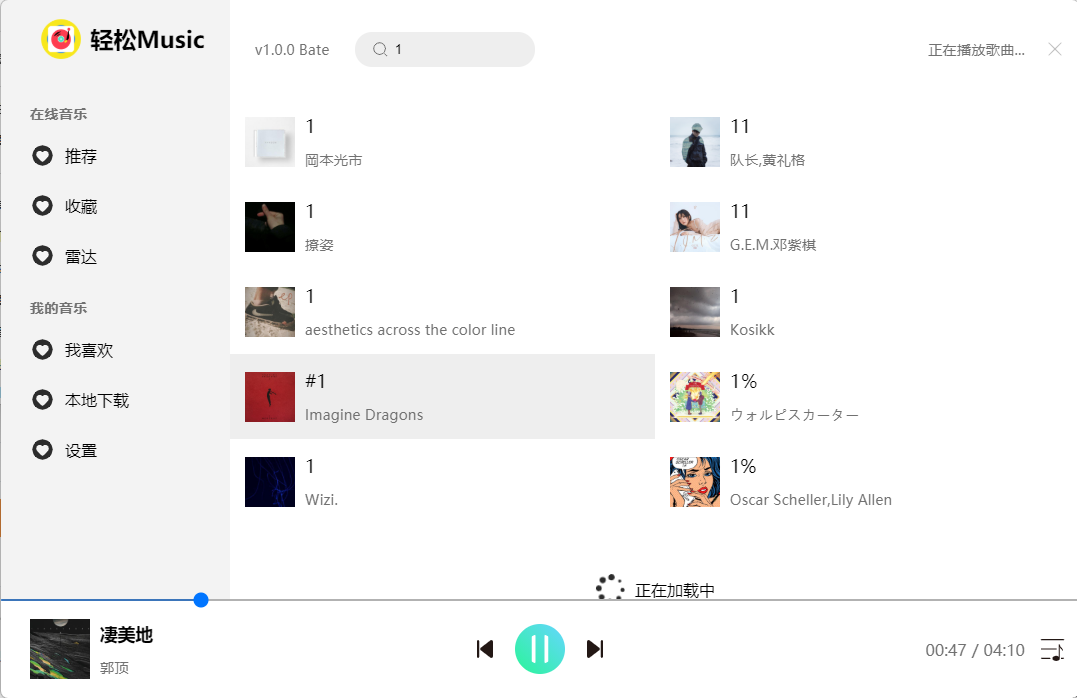 轻松Music
v1.0.0 Bate
1
正在播放歌曲...
在线音乐
推荐
收藏
雷达
我的音乐
我喜欢
本地下载
设置
1
岡本光市
11
队长,黄礼格
1
撩姿
11
G.E.M.邓紫棋
1
aesthetics across the color line
1
Kosikk
#1
Imagine Dragons
1%
ウォルピスカーター
1
Wizi.
1%
Oscar Scheller,Lily Allen
正在加载中
凄美地
郭顶
00:47 / 04:10